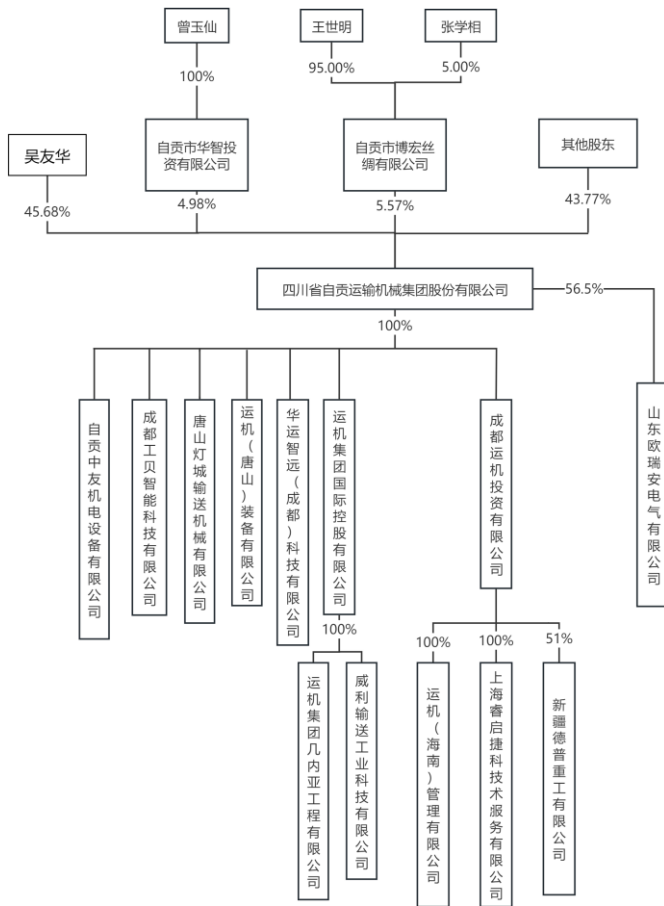 曾玉仙
王世明
张学相
100%
95.00%
5.00%
吴友华
自贡市华智投
资有限公司
自贡市博宏丝
绸有限公司
其他股东
45.68%
4.98%
5.57%
43.77%
四川省自贡运输机械集团股份有限公司
56.5%
100%
自贡中友机电设备有限公司
成都工贝智能科技有限公司
唐山灯城输送机械有限公司
运机（唐山）装备有限公司
华运智远（成都）科技有限公司
运机集团国际控股有限公司
成都运机投资有限公司
山东欧瑞安电气有限公司
100%
100%
100%
51%
运机集团几内亚工程有限公司
威利输送工业科技有限公司
运机（海南）管理有限公司
上海睿启捷科技术服务有限公司
新疆德普重工有限公司